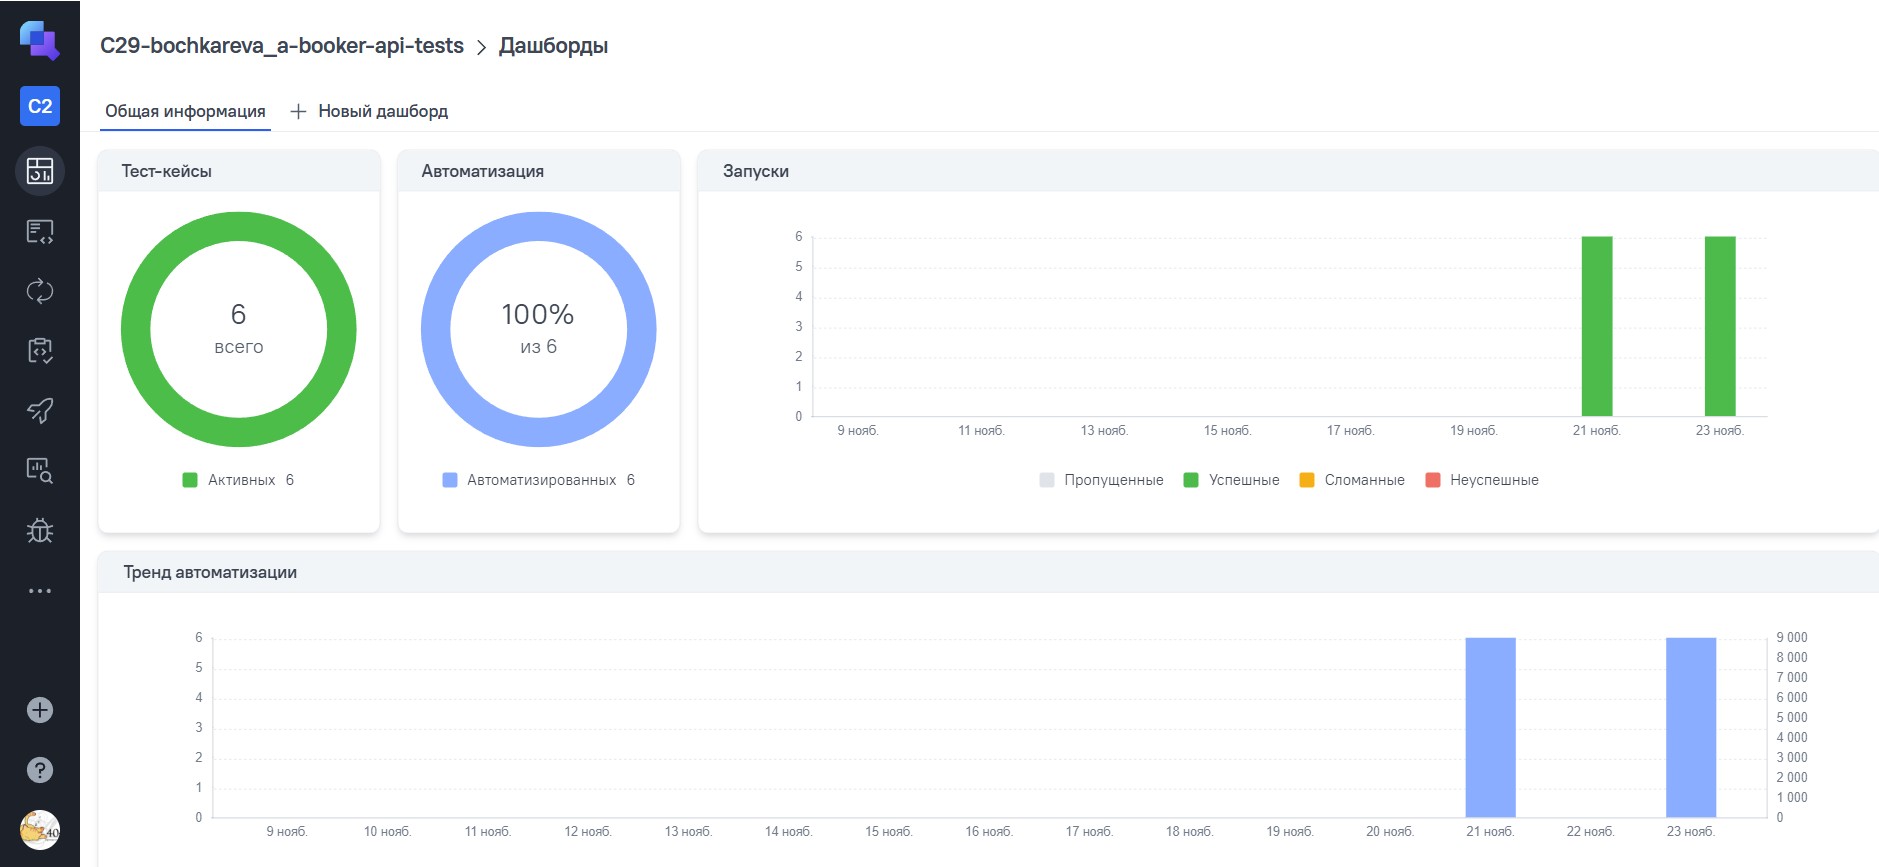 C29-bochkareva_a-booker-api-tests > Дашборды
C2
Общая информация + Новый дашборд
Тест-кейсы
6
всего
Активных 6
Автоматизация
100%
из 6
Автоматизированных 6
Запуски
6
5
4
3
2
1
0
9 нояб. 11 нояб. 13 нояб. 15 нояб. 17 нояб. 19 нояб. 21 нояб. 23 нояб.
Пропущенные Успешные Сломанные Неуспешные
Тренд автоматизации
6
5
4
3
2
1
0
9 000
8 000
7 000
6 000
5 000
4 000
3 000
2 000
1 000
0
9 нояб. 10 нояб. 11 нояб. 12 нояб. 13 нояб. 14 нояб. 15 нояб. 16 нояб. 17 нояб. 18 нояб. 19 нояб. 20 нояб. 21 нояб. 22 нояб. 23 нояб.
40